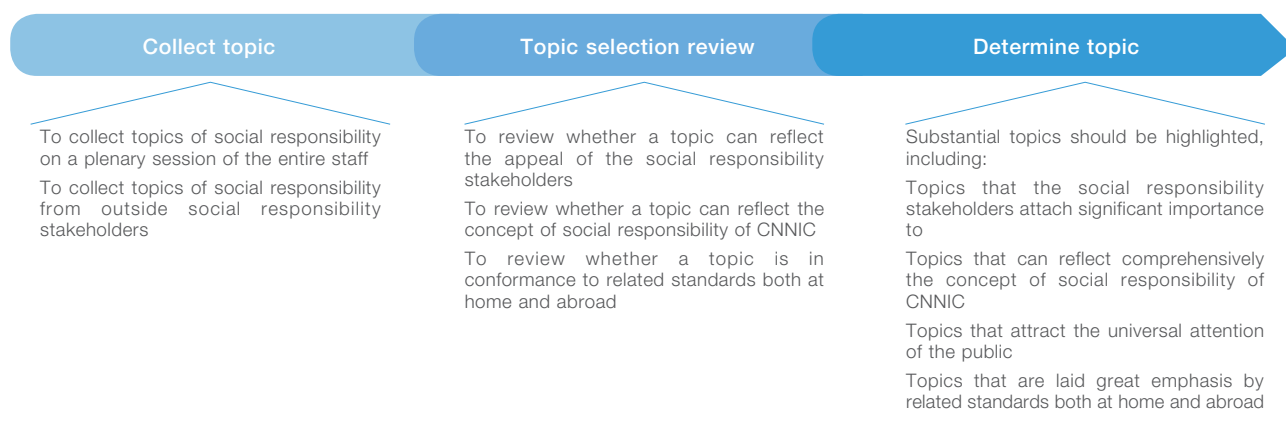 Collect topic
Topic selection review
Determine topic
To collect topics of social responsibility
on a plenary session of the entire staff
To collect topics of social responsibility
from outside social responsibility
stakeholders
To review whether a topic can reflect
the appeal of the social responsibility
stakeholders
To review whether a topic can reflect the
concept of social responsibility of CNNIC
To review whether a topic is in
conformance to related standards both at
home and abroad
Substantial topics should be highlighted,
including:
Topics that the social responsibility
stakeholders attach significant importance
to
Topics that can reflect comprehensively
the concept of social responsibility of
CNNIC
Topics that attract the universal attention
of the public
Topics that are laid great emphasis by
related standards both at home and abroad